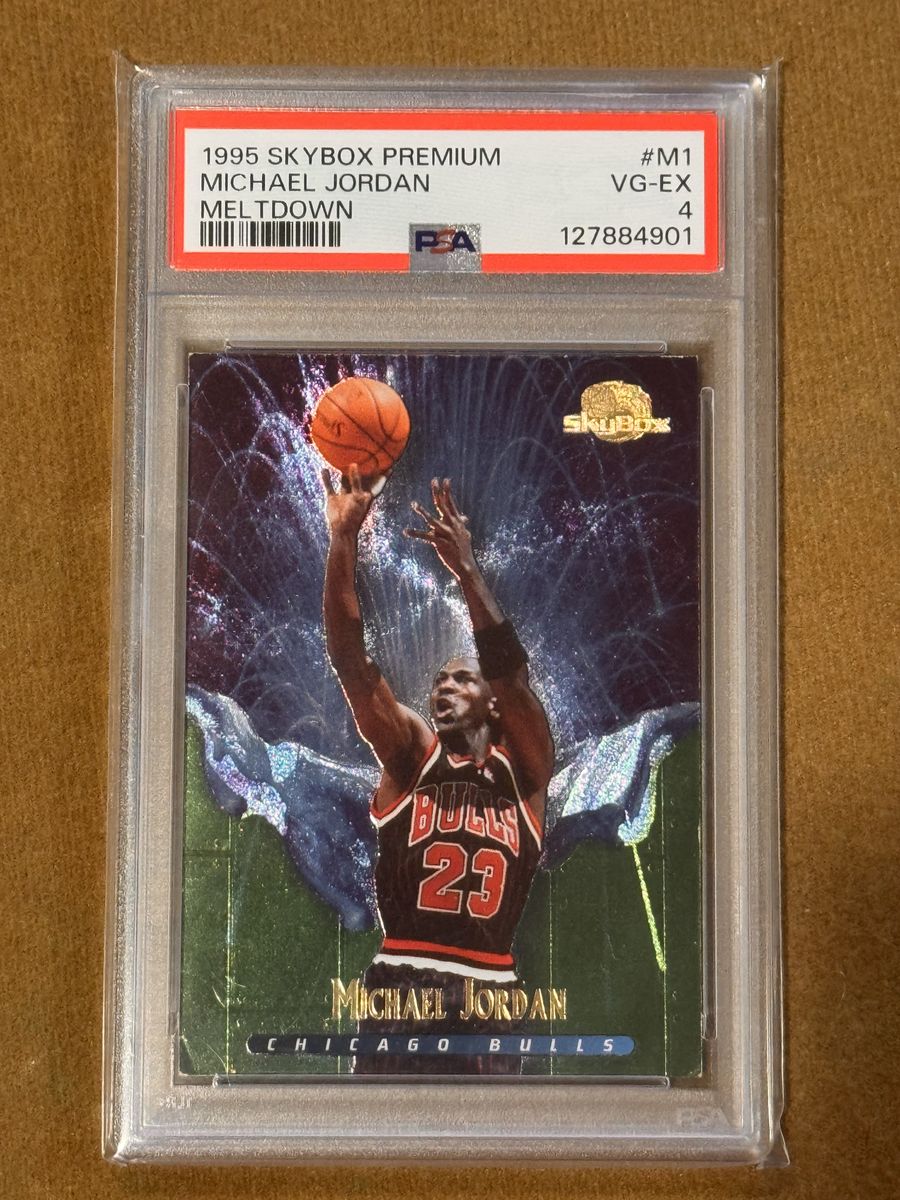 1995 SKYBOX PREMIUM #M1
MICHAEL JORDAN VG-EX
MELTDOWN 4
PSA 127884901
SkyBox
BULLS
23
MICHAEL JORDAN
CHICAGO BULLS
PSA